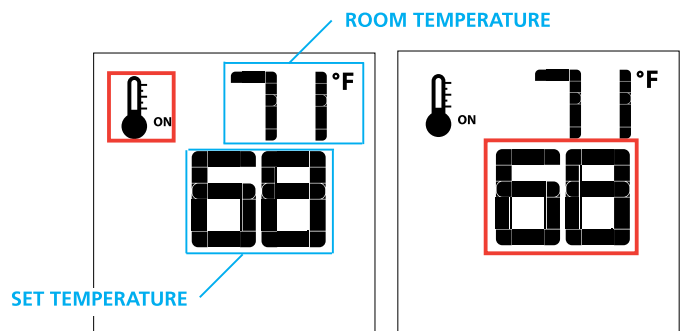 ROOM TEMPERATURE
71°F
ON
68
SET TEMPERATURE
71°F
ON
68